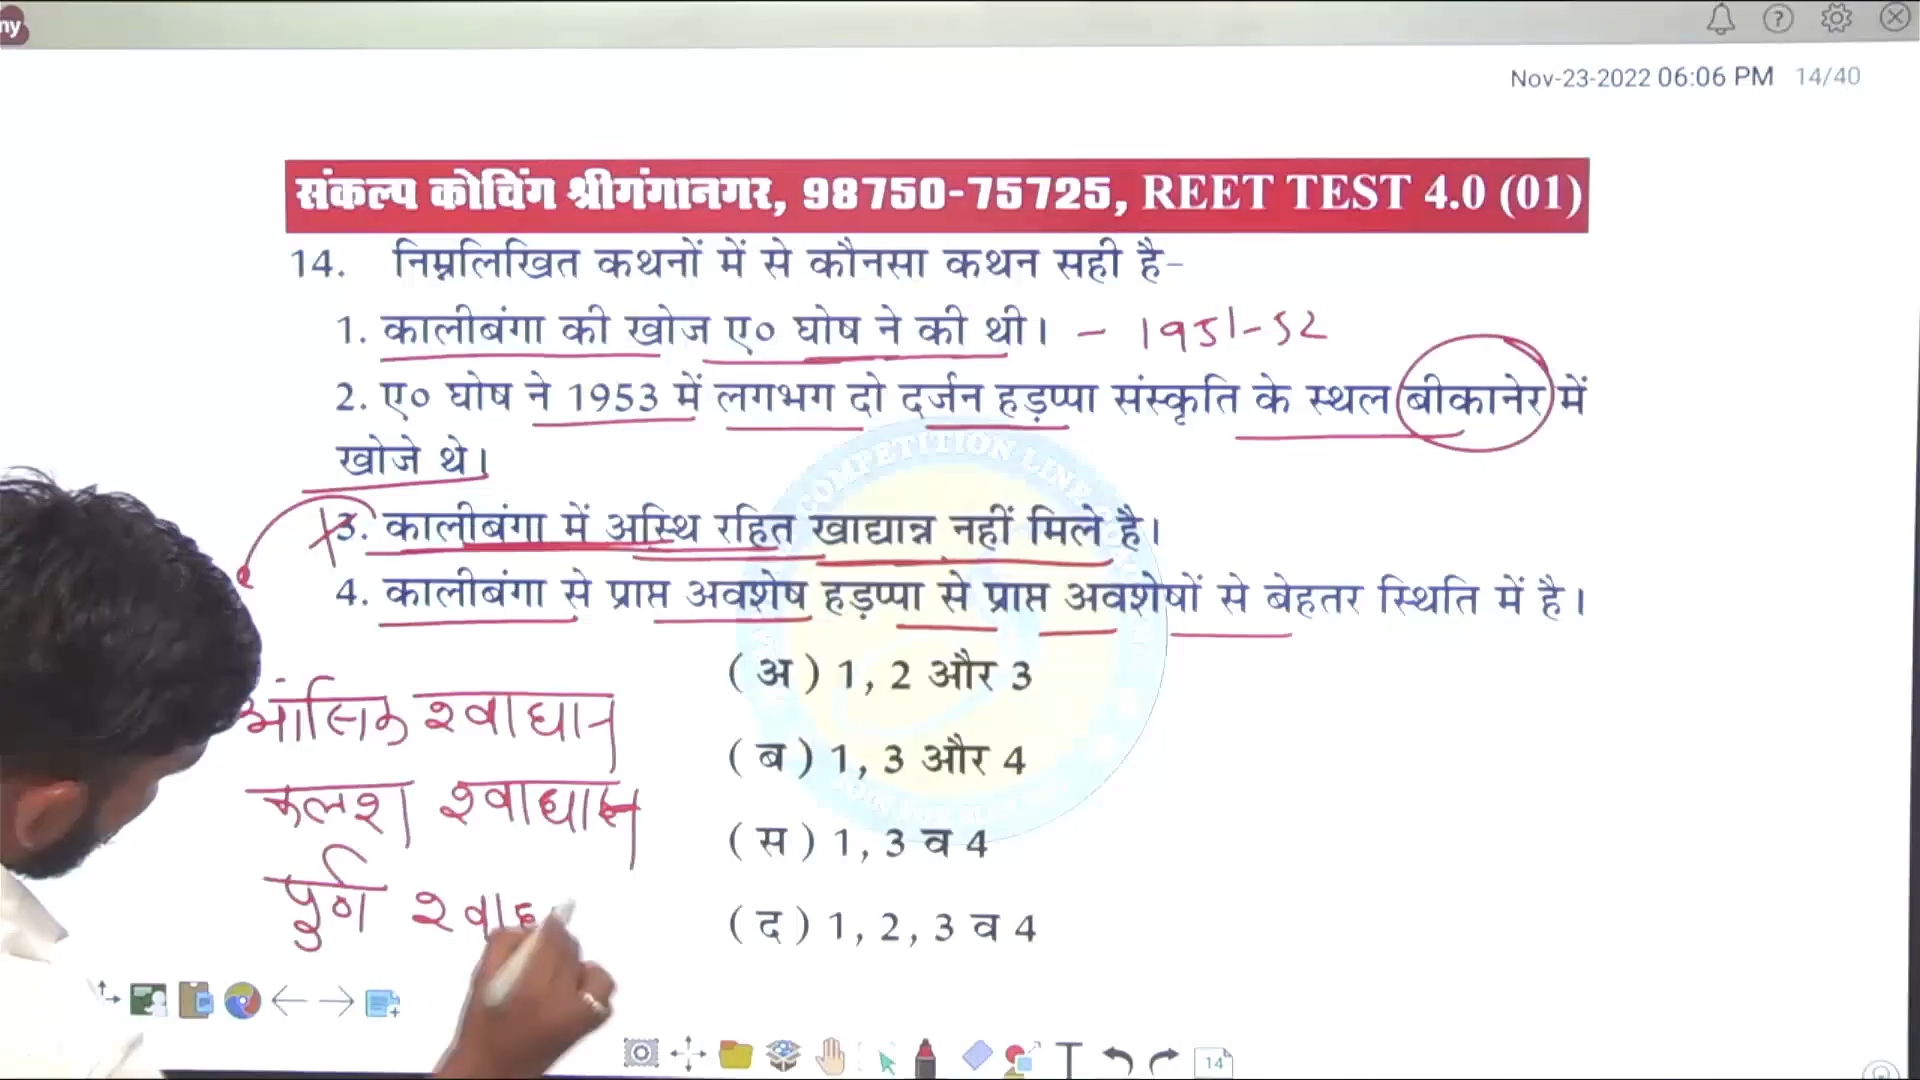 ny
Nov-23-2022 06:06 PM 14/40
संकल्प कोचिंग श्रीगंगानगर, 98750-75725, REET TEST 4.0 (01)
14. निम्नलिखित कथनों में से कौनसा कथन सही है-
1. कालीबंगा की खोज ए० घोष ने की थी। - 1951-52
2. ए० घोष ने 1953 में लगभग दो दर्जन हड़प्पा संस्कृति के स्थल बीकानेर में
खोजे थे।
3. कालीबंगा में अस्थि रहित खाद्यान्न नहीं मिले है।
4. कालीबंगा से प्राप्त अवशेष हड़प्पा से प्राप्त अवशेषों से बेहतर स्थिति में है।
(अ) 1, 2 और 3
आंसिक श्वाधान
(ब) 1, 3 और 4
कलश श्वाधान
(स) 1, 3 व 4
पुर्ण श्वाध
(द) 1, 2, 3 व 4
COMPETITION LINE
14